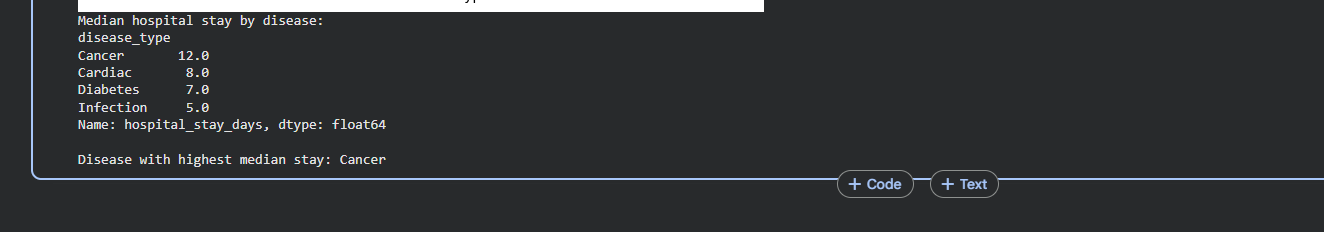 Median hospital stay by disease:
disease_type
Cancer       12.0
Cardiac       8.0
Diabetes      7.0
Infection     5.0
Name: hospital_stay_days, dtype: float64
Disease with highest median stay: Cancer
+ Code   + Text